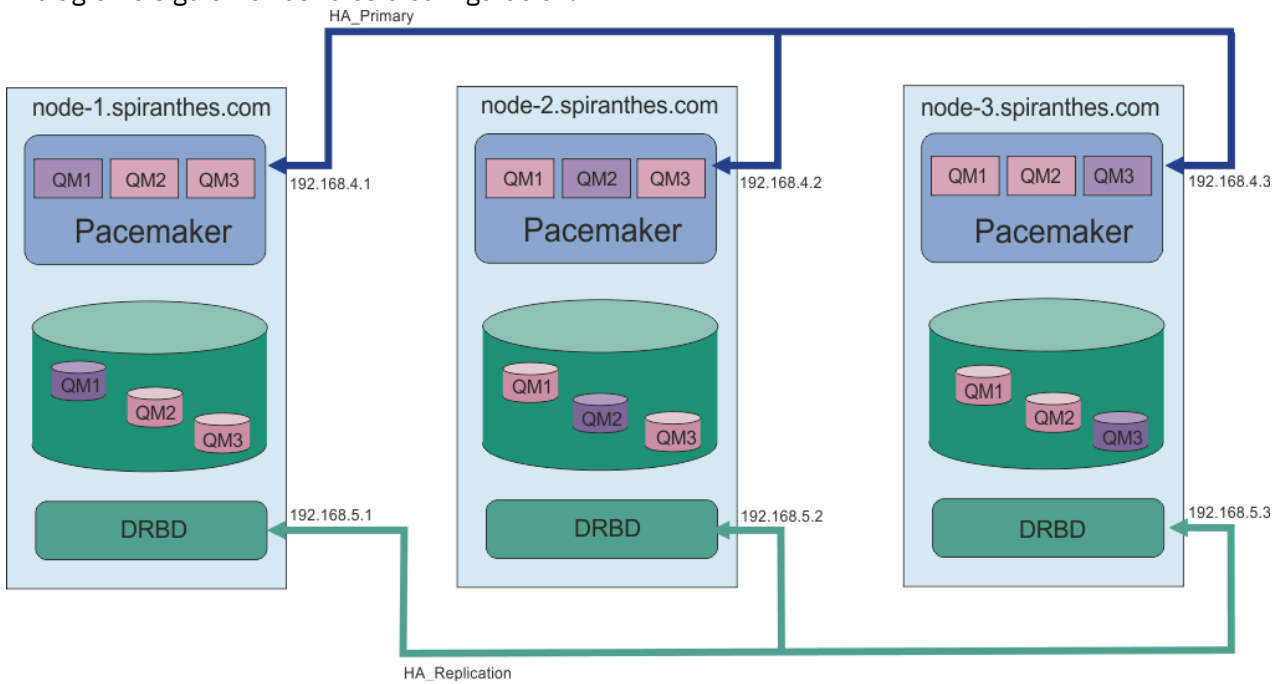 HA_Primary
node-1.spiranthes.com
QM1 QM2 QM3
Pacemaker
192.168.4.1
QM1
QM2
QM3
DRBD
192.168.5.1
node-2.spiranthes.com
QM1 QM2 QM3
Pacemaker
192.168.4.2
QM1
QM2
QM3
DRBD
192.168.5.2
node-3.spiranthes.com
QM1 QM2 QM3
Pacemaker
192.168.4.3
QM1
QM2
QM3
DRBD
192.168.5.3
HA_Replication